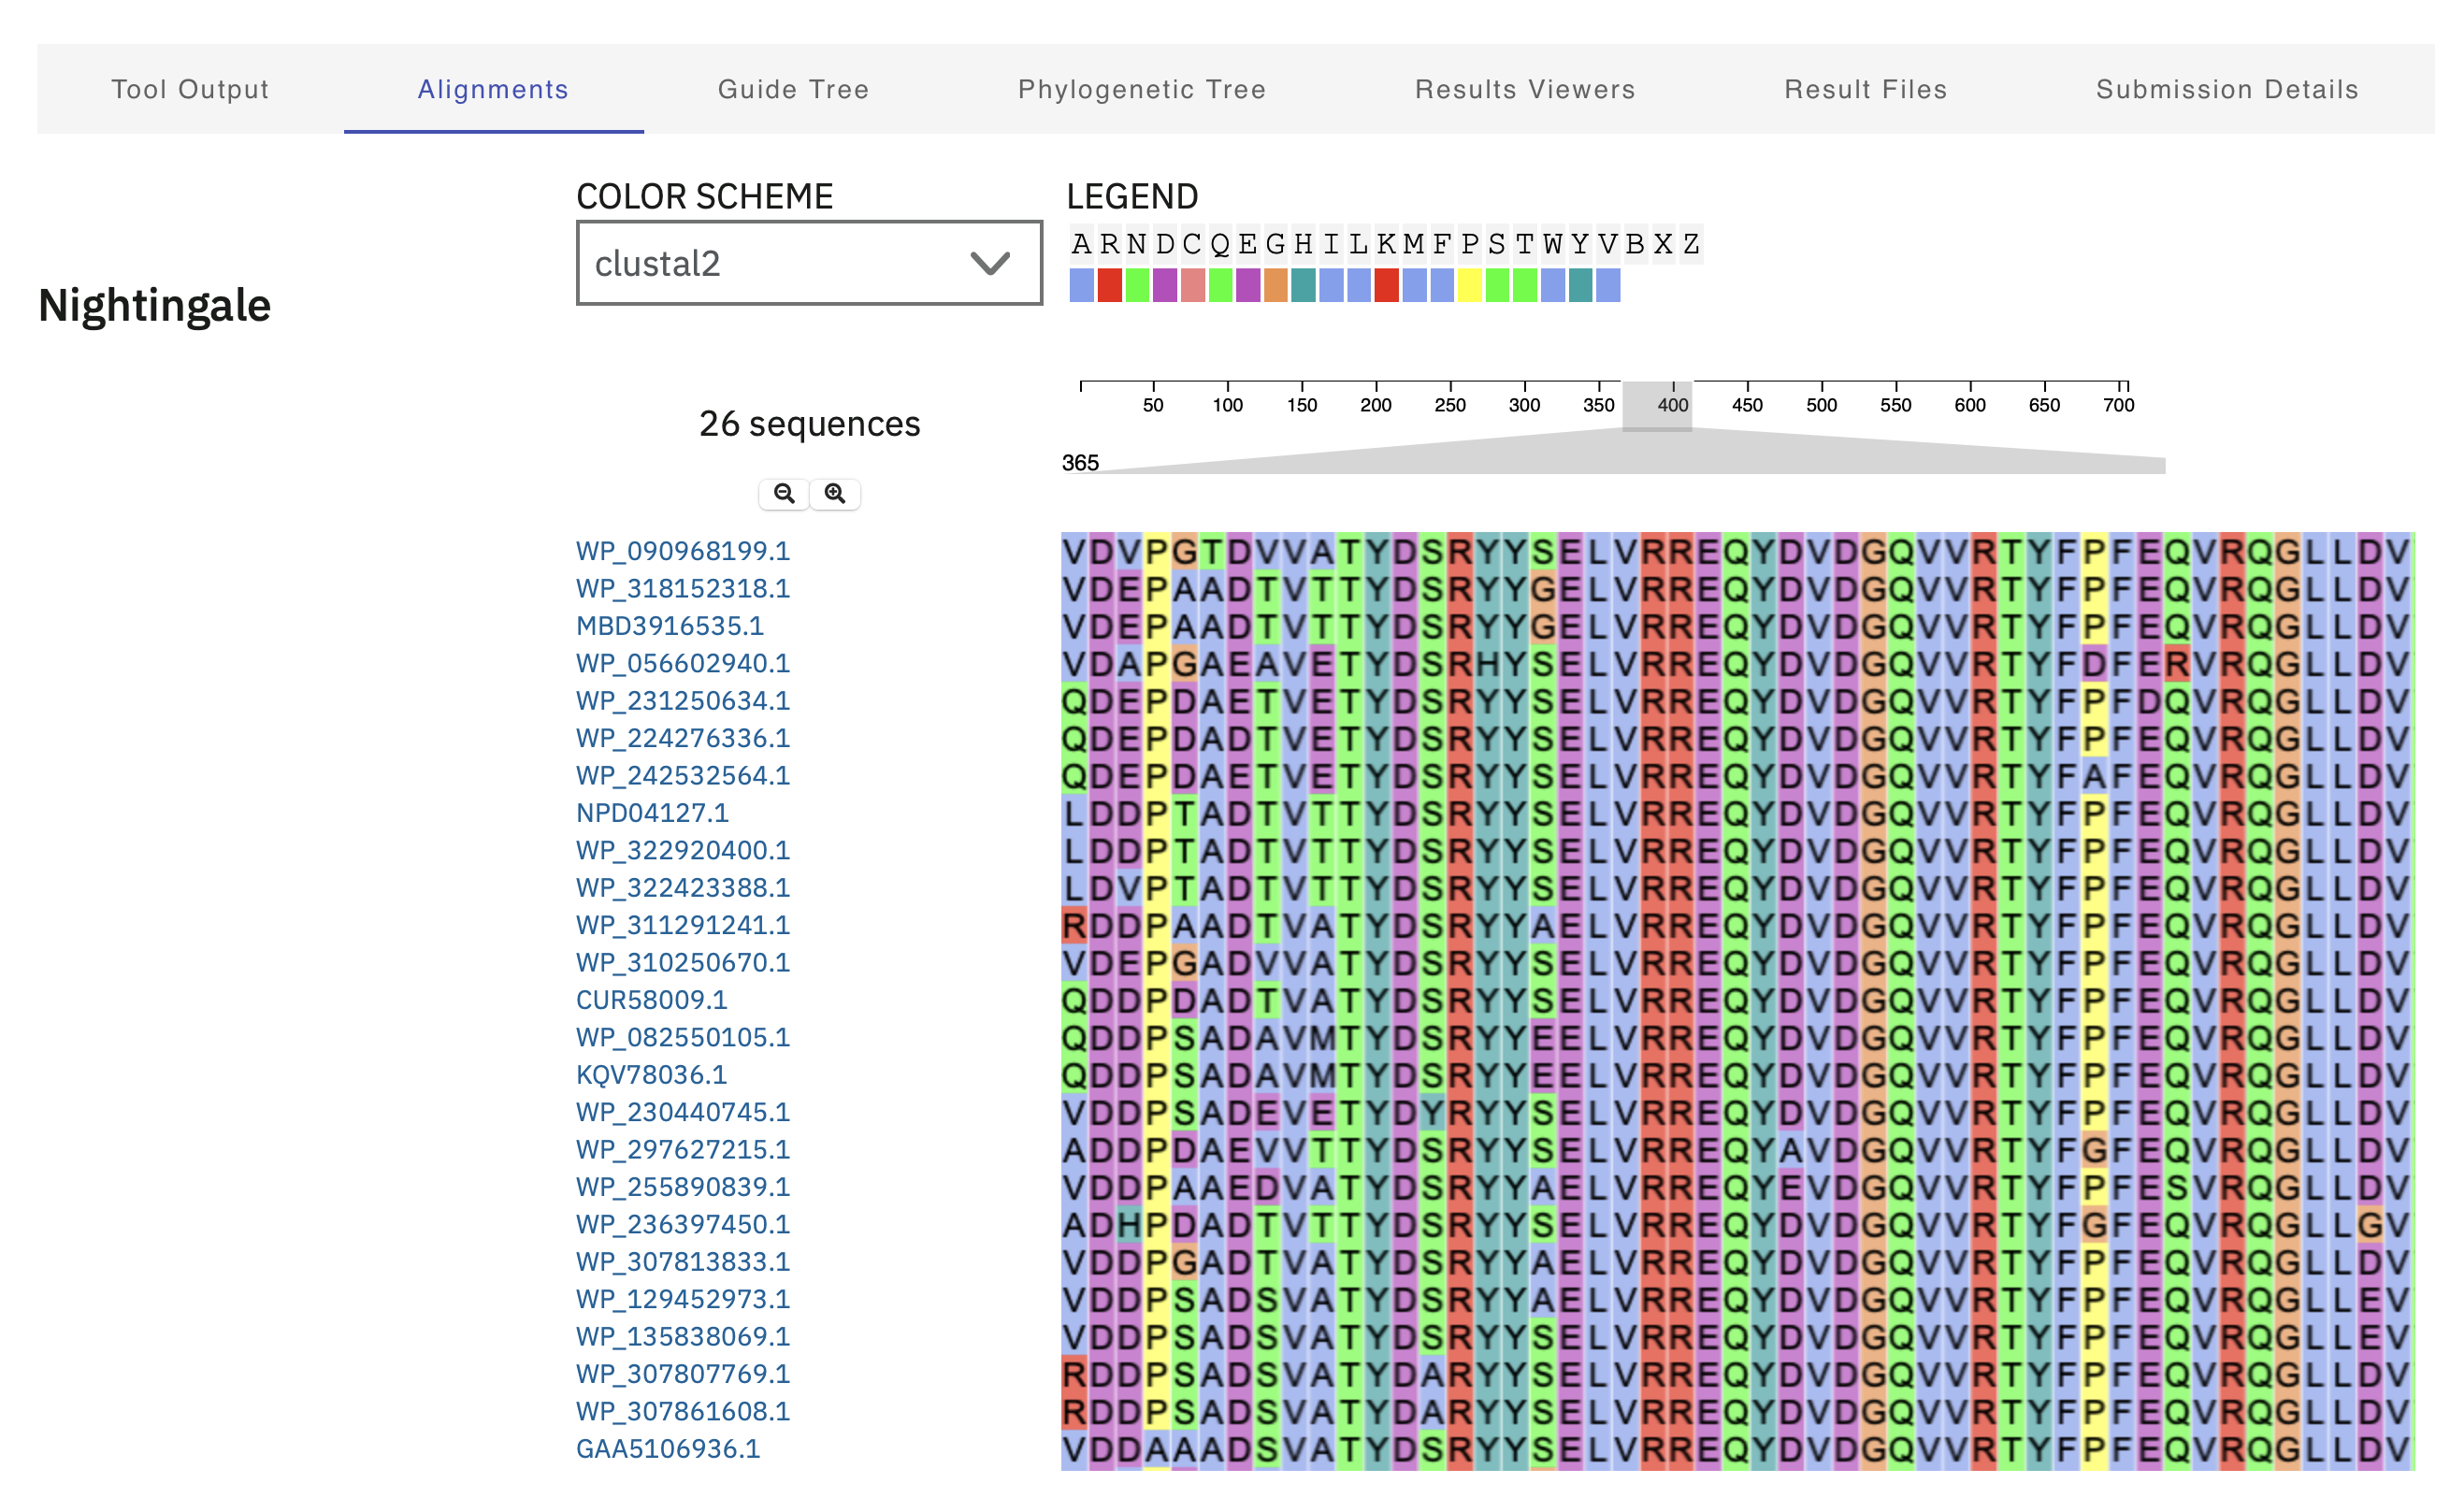 Tool Output Alignments Guide Tree Phylogenetic Tree Results Viewers Result Files Submission Details
COLOR SCHEME LEGEND
A R N D C Q E G H I L K M F P S T W Y V B X Z
clustal2
Nightingale
50 100 150 200 250 300 350 400 450 500 550 600 650 700
26 sequences
365
WP_090968199.1 VDVPGTDVVATYDSRYYSELVRREQYDVDGQVVRTYFPFEQVRQGLLDV
WP_318152318.1 VDEPAADTVTTYDSRYYGELVRREQYDVDGQVVRTYFPFEQVRQGLLDV
MBD3916535.1 VDEPAADTVTTYDSRYYGELVRREQYDVDGQVVRTYFPFEQVRQGLLDV
WP_056602940.1 VDAPGAEAVETYDSRHYSELVRREQYDVDGQVVRTYFDFERVRQGLLDV
WP_231250634.1 QDEPDAETVETYDSRYYSELVRREQYDVDGQVVRTYFPFDQVRQGLLDV
WP_224276336.1 QDEPDADTVETYDSRYYSELVRREQYDVDGQVVRTYFPFEQVRQGLLDV
WP_242532564.1 QDEPDAETVETYDSRYYSELVRREQYDVDGQVVRTYFAFEQVRQGLLDV
NPD04127.1 LDDPTADTVTTYDSRYYSELVRREQYDVDGQVVRTYFPFEQVRQGLLDV
WP_322920400.1 LDDPTADTVTTYDSRYYSELVRREQYDVDGQVVRTYFPFEQVRQGLLDV
WP_322423388.1 LDVPTADTVTTYDSRYYSELVRREQYDVDGQVVRTYFPFEQVRQGLLDV
WP_311291241.1 RDDPAADTVATYDSRYYAELVRREQYDVDGQVVRTYFPFEQVRQGLLDV
WP_310250670.1 VDEPGADVVATYDSRYYSELVRREQYDVDGQVVRTYFPFEQVRQGLLDV
CUR58009.1 QDDPDADTVATYDSRYYSELVRREQYDVDGQVVRTYFPFEQVRQGLLDV
WP_082550105.1 QDDPSADAVMTYDSRYYEELVRREQYDVDGQVVRTYFPFEQVRQGLLDV
KQV78036.1 QDDPSADAVMTYDSRYYEELVRREQYDVDGQVVRTYFPFEQVRQGLLDV
WP_230440745.1 VDDPSADEVETYDYRYYSELVRREQYDVDGQVVRTYFPFEQVRQGLLDV
WP_297627215.1 ADDPDAEVVTTYDSRYYSELVRREQYAVDGQVVRTYFGFEQVRQGLLDV
WP_255890839.1 VDDPAAEDVATYDSRYYAELVRREQYEVDGQVVRTYFPFESVRQGLLDV
WP_236397450.1 ADHPDADTVTTYDSRYYSELVRREQYDVDGQVVRTYFGFEQVRQGLLGV
WP_307813833.1 VDDPGADTVATYDSRYYAELVRREQYDVDGQVVRTYFPFEQVRQGLLDV
WP_129452973.1 VDDPSADSVATYDSRYYAELVRREQYDVDGQVVRTYFPFEQVRQGLLEV
WP_135838069.1 VDDPSADSVATYDSRYYSELVRREQYDVDGQVVRTYFPFEQVRQGLLEV
WP_307807769.1 RDDPSADSVATYDARYYSELVRREQYDVDGQVVRTYFPFEQVRQGLLDV
WP_307861608.1 RDDPSADSVATYDARYYSELVRREQYDVDGQVVRTYFPFEQVRQGLLDV
GAA5106936.1 VDDAAADSVATYDSRYYSELVRREQYDVDGQVVRTYFPFEQVRQGLLDV